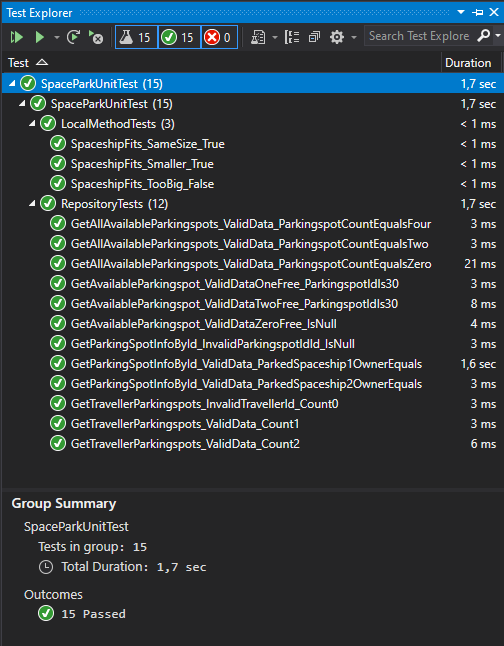 Test Explorer
15 15 0 Search Test Explore
Test Duration
SpaceParkUnitTest (15) 1,7 sec
SpaceParkUnitTest (15) 1,7 sec
LocalMethodTests (3) < 1 ms
SpaceshipFits_SameSize_True < 1 ms
SpaceshipFits_Smaller_True < 1 ms
SpaceshipFits_TooBig_False < 1 ms
RepositoryTests (12) 1,7 sec
GetAllAvailableParkingspots_ValidData_ParkingspotCountEqualsFour 3 ms
GetAllAvailableParkingspots_ValidData_ParkingspotCountEqualsTwo 3 ms
GetAllAvailableParkingspots_ValidData_ParkingspotCountEqualsZero 21 ms
GetAvailableParkingspot_ValidDataOneFree_ParkingspotIdIs30 3 ms
GetAvailableParkingspot_ValidDataTwoFree_ParkingspotIdIs30 8 ms
GetAvailableParkingspot_ValidDataZeroFree_IsNull 4 ms
GetParkingSpotInfoById_InvalidParkingspotIdId_IsNull 3 ms
GetParkingSpotInfoById_ValidData_ParkedSpaceship1OwnerEquals 1,6 sec
GetParkingSpotInfoById_ValidData_ParkedSpaceship2OwnerEquals 3 ms
GetTravellerParkingspots_InvalidTravellerId_Count0 3 ms
GetTravellerParkingspots_ValidData_Count1 3 ms
GetTravellerParkingspots_ValidData_Count2 6 ms
Group Summary
SpaceParkUnitTest
Tests in group: 15
Total Duration: 1,7 sec
Outcomes
15 Passed